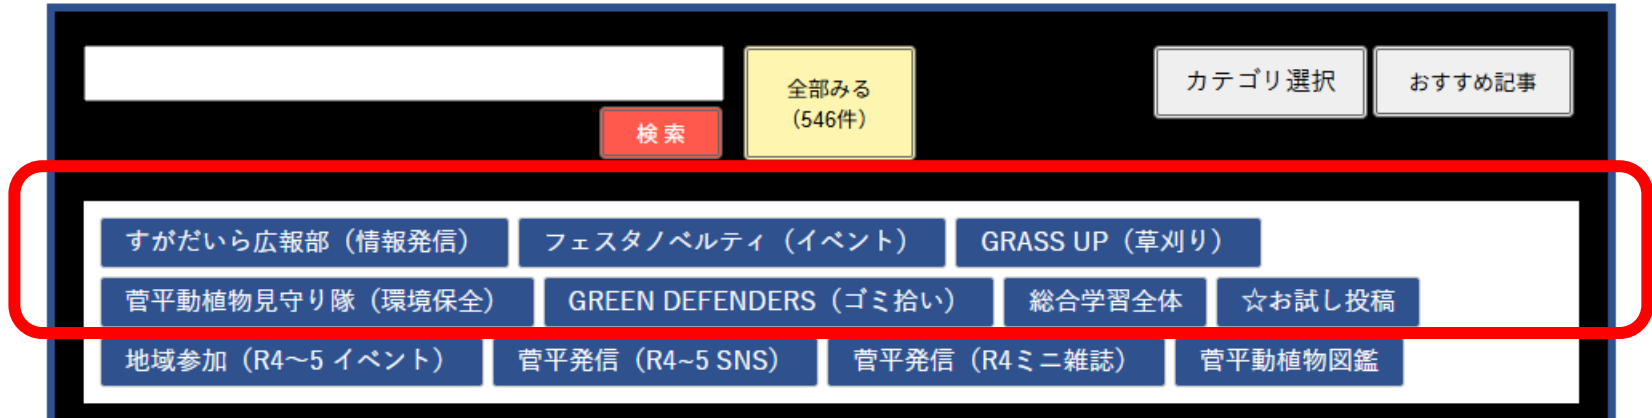 全部みる
（546件）
カテゴリ選択
おすすめ記事
検 索
すがだいら広報部（情報発信）
フェスタノベルティ（イベント）
GRASS UP（草刈り）
菅平動植物見守り隊（環境保全）
GREEN DEFENDERS（ゴミ拾い）
総合学習全体
☆お試し投稿
地域参加（R4～5 イベント）
菅平発信（R4~5 SNS）
菅平発信（R4ミニ雑誌）
菅平動植物図鑑